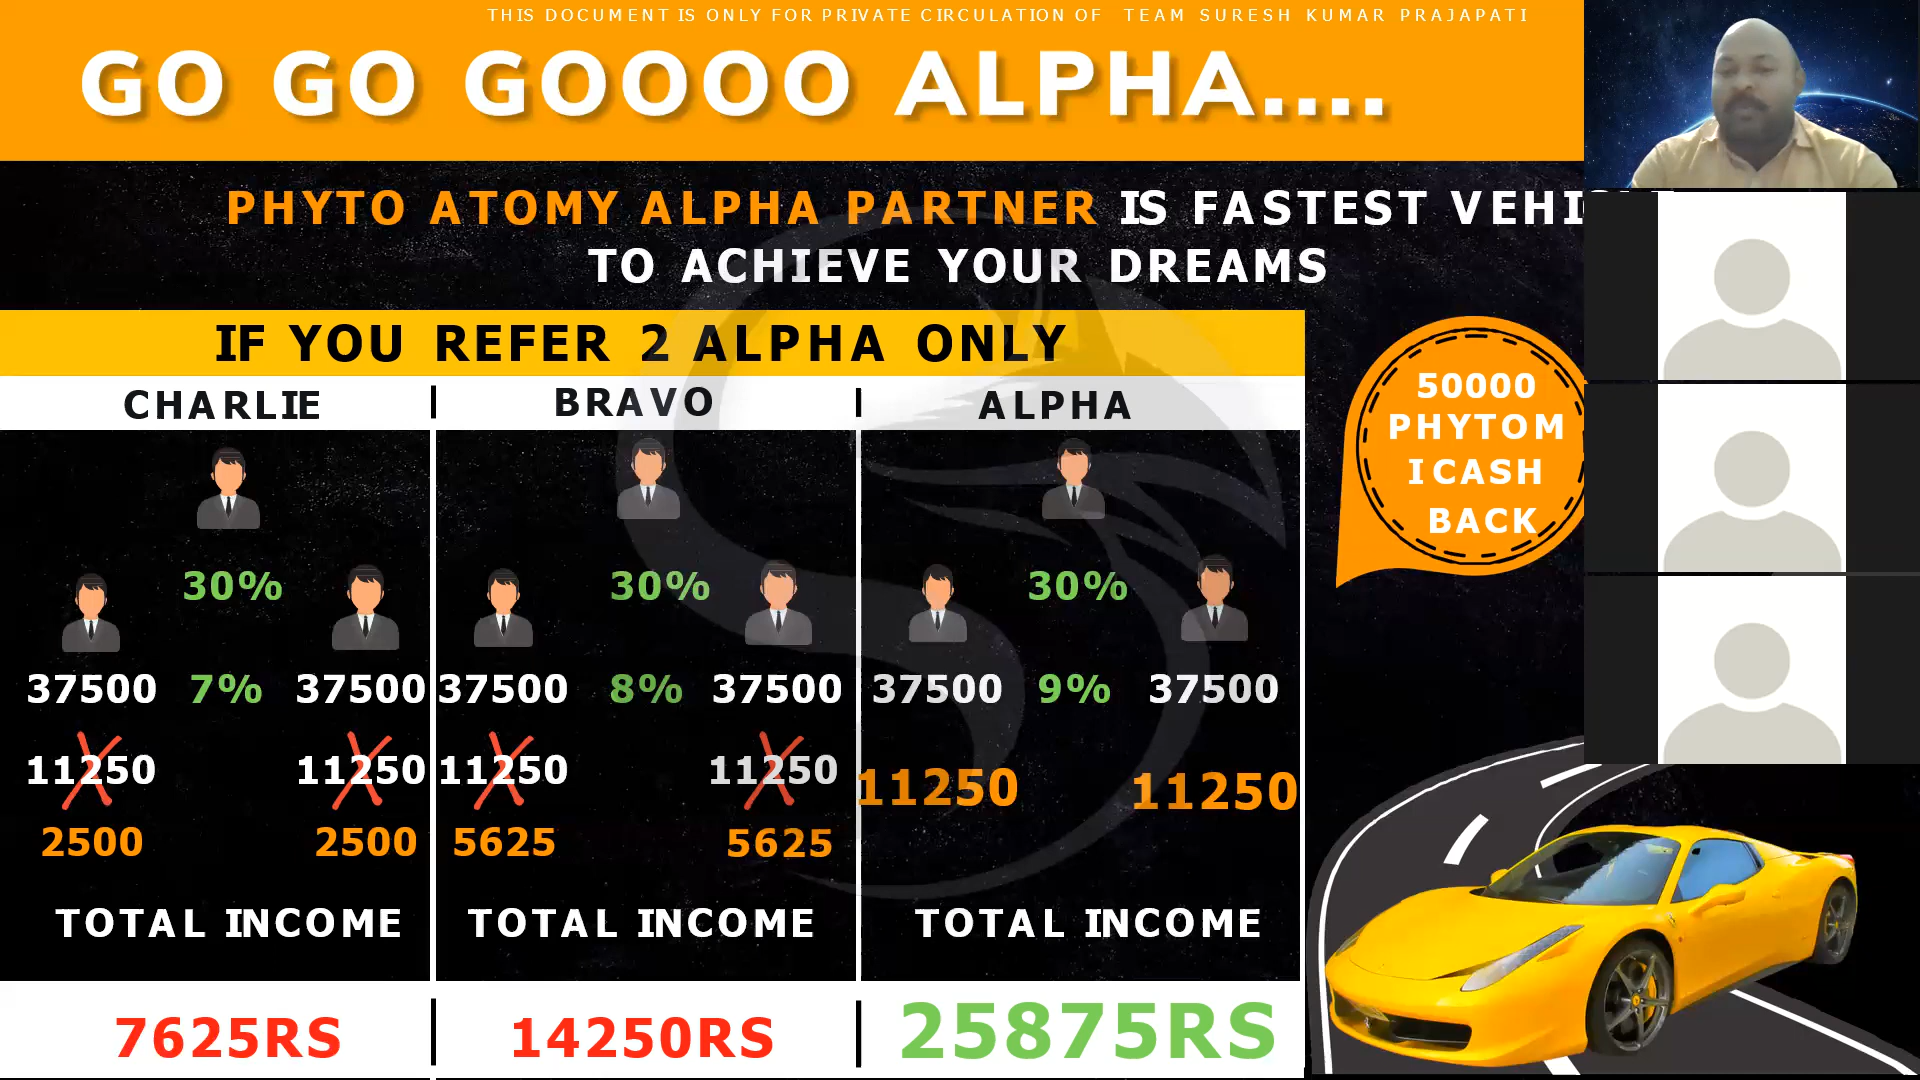 THIS DOCUMENT IS ONLY FOR PRIVATE CIRCULATION OF TEAM SURESH KUMAR PRAJAPATI
GO GO GOOOO ALPHA....
PHYTO ATOMY ALPHA PARTNER IS FASTEST
TO ACHIEVE YOUR DREAMS
IF YOU REFER 2 ALPHA ONLY
CHARLIE | BRAVO | ALPHA
50000
PHYTOM
I CASH
BACK
30% 30% 30%
37500 7% 37500 37500 8% 37500 37500 9% 37500
11250 11250 11250 11250 11250 11250
2500 2500 5625 5625
TOTAL INCOME TOTAL INCOME TOTAL INCOME
7625RS | 14250RS | 25875RS